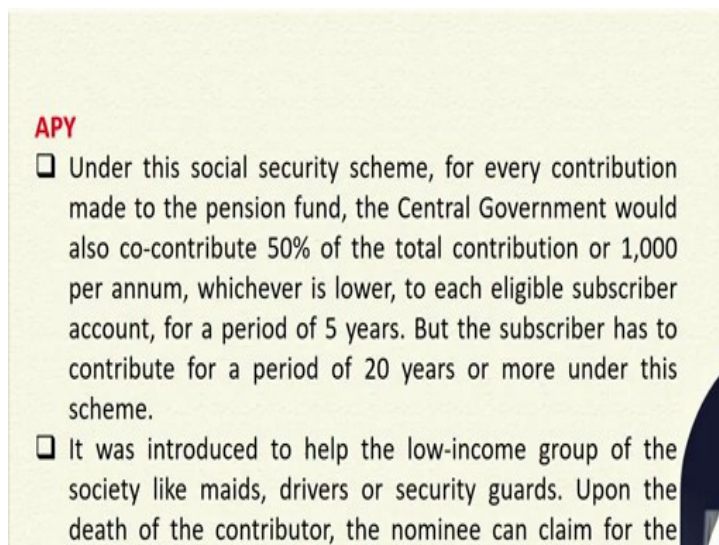 APY
❑ Under this social security scheme, for every contribution
made to the pension fund, the Central Government would
also co-contribute 50% of the total contribution or 1,000
per annum, whichever is lower, to each eligible subscriber
account, for a period of 5 years. But the subscriber has to
contribute for a period of 20 years or more under this
scheme.
❑ It was introduced to help the low-income group of the
society like maids, drivers or security guards. Upon the
death of the contributor, the nominee can claim for the